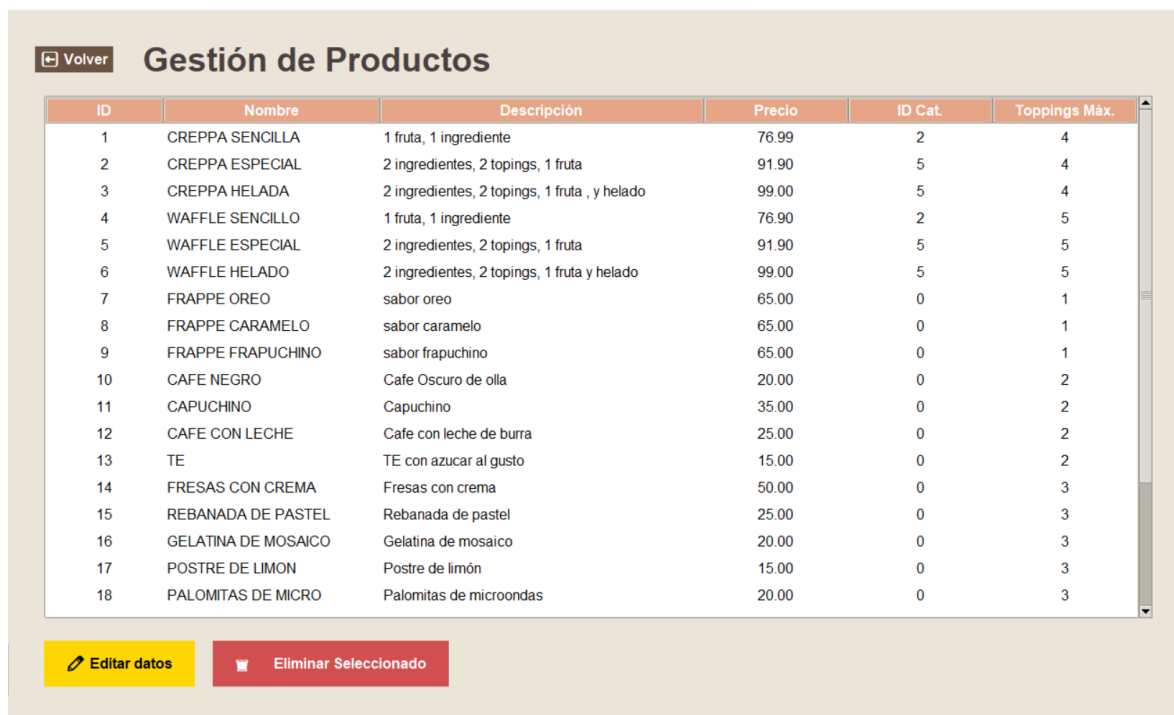 Volver Gestión de Productos
ID Nombre Descripción Precio ID Cat. Toppings Máx.
1 CREPPA SENCILLA 1 fruta, 1 ingrediente 76.99 2 4
2 CREPPA ESPECIAL 2 ingredientes, 2 topings, 1 fruta 91.90 5 4
3 CREPPA HELADA 2 ingredientes, 2 topings, 1 fruta , y helado 99.00 5 4
4 WAFFLE SENCILLO 1 fruta, 1 ingrediente 76.90 2 5
5 WAFFLE ESPECIAL 2 ingredientes, 2 topings, 1 fruta 91.90 5 5
6 WAFFLE HELADO 2 ingredientes, 2 topings, 1 fruta y helado 99.00 5 5
7 FRAPPE OREO sabor oreo 65.00 0 1
8 FRAPPE CARAMELO sabor caramelo 65.00 0 1
9 FRAPPE FRAPUCHINO sabor frapuchino 65.00 0 1
10 CAFE NEGRO Cafe Oscuro de olla 20.00 0 2
11 CAPUCHINO Capuchino 35.00 0 2
12 CAFE CON LECHE Cafe con leche de burra 25.00 0 2
13 TE TE con azucar al gusto 15.00 0 2
14 FRESAS CON CREMA Fresas con crema 50.00 0 3
15 REBANADA DE PASTEL Rebanada de pastel 25.00 0 3
16 GELATINA DE MOSAICO Gelatina de mosaico 20.00 0 3
17 POSTRE DE LIMON Postre de limón 15.00 0 3
18 PALOMITAS DE MICRO Palomitas de microondas 20.00 0 3
Editar datos Eliminar Seleccionado